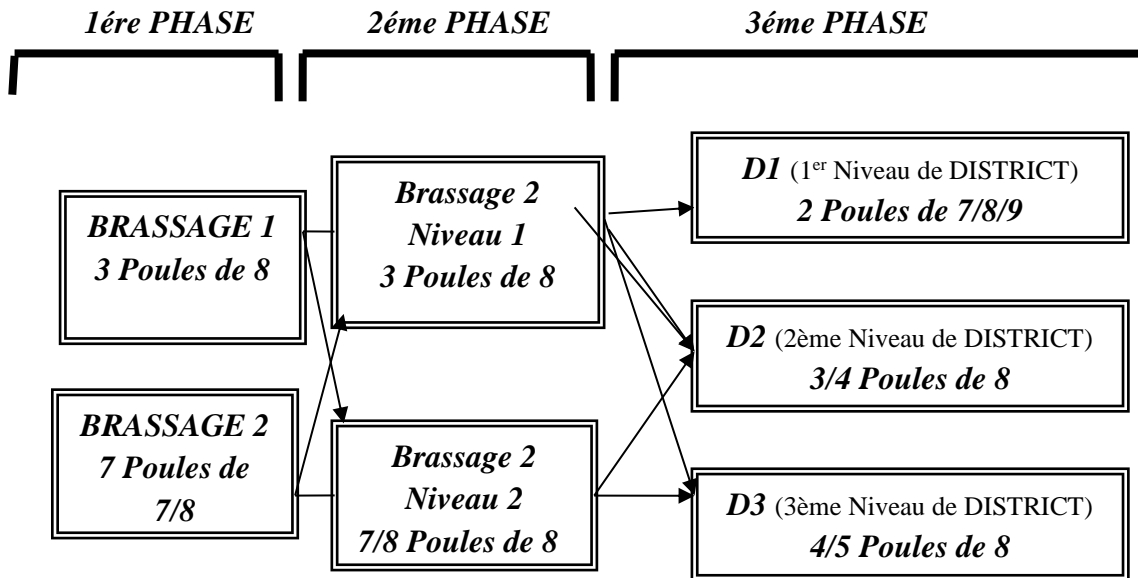 1ére PHASE
2éme PHASE
3éme PHASE
BRASSAGE 1
3 Poules de 8
BRASSAGE 2
7 Poules de
7/8
Brassage 2
Niveau 1
3 Poules de 8
Brassage 2
Niveau 2
7/8 Poules de 8
D1 (1er Niveau de DISTRICT)
2 Poules de 7/8/9
D2 (2ème Niveau de DISTRICT)
3/4 Poules de 8
D3 (3ème Niveau de DISTRICT)
4/5 Poules de 8